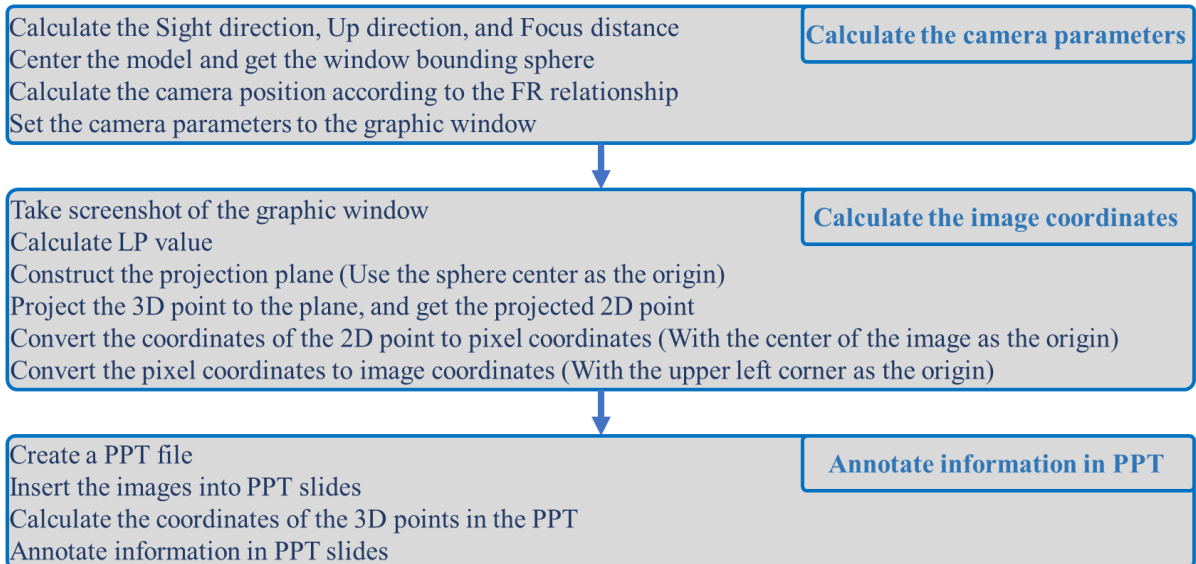 Calculate the camera parameters
Calculate the Sight direction, Up direction, and Focus distance
Center the model and get the window bounding sphere
Calculate the camera position according to the FR relationship
Set the camera parameters to the graphic window
Calculate the image coordinates
Take screenshot of the graphic window
Calculate LP value
Construct the projection plane (Use the sphere center as the origin)
Project the 3D point to the plane, and get the projected 2D point
Convert the coordinates of the 2D point to pixel coordinates (With the center of the image as the origin)
Convert the pixel coordinates to image coordinates (With the upper left corner as the origin)
Annotate information in PPT
Create a PPT file
Insert the images into PPT slides
Calculate the coordinates of the 3D points in the PPT
Annotate information in PPT slides